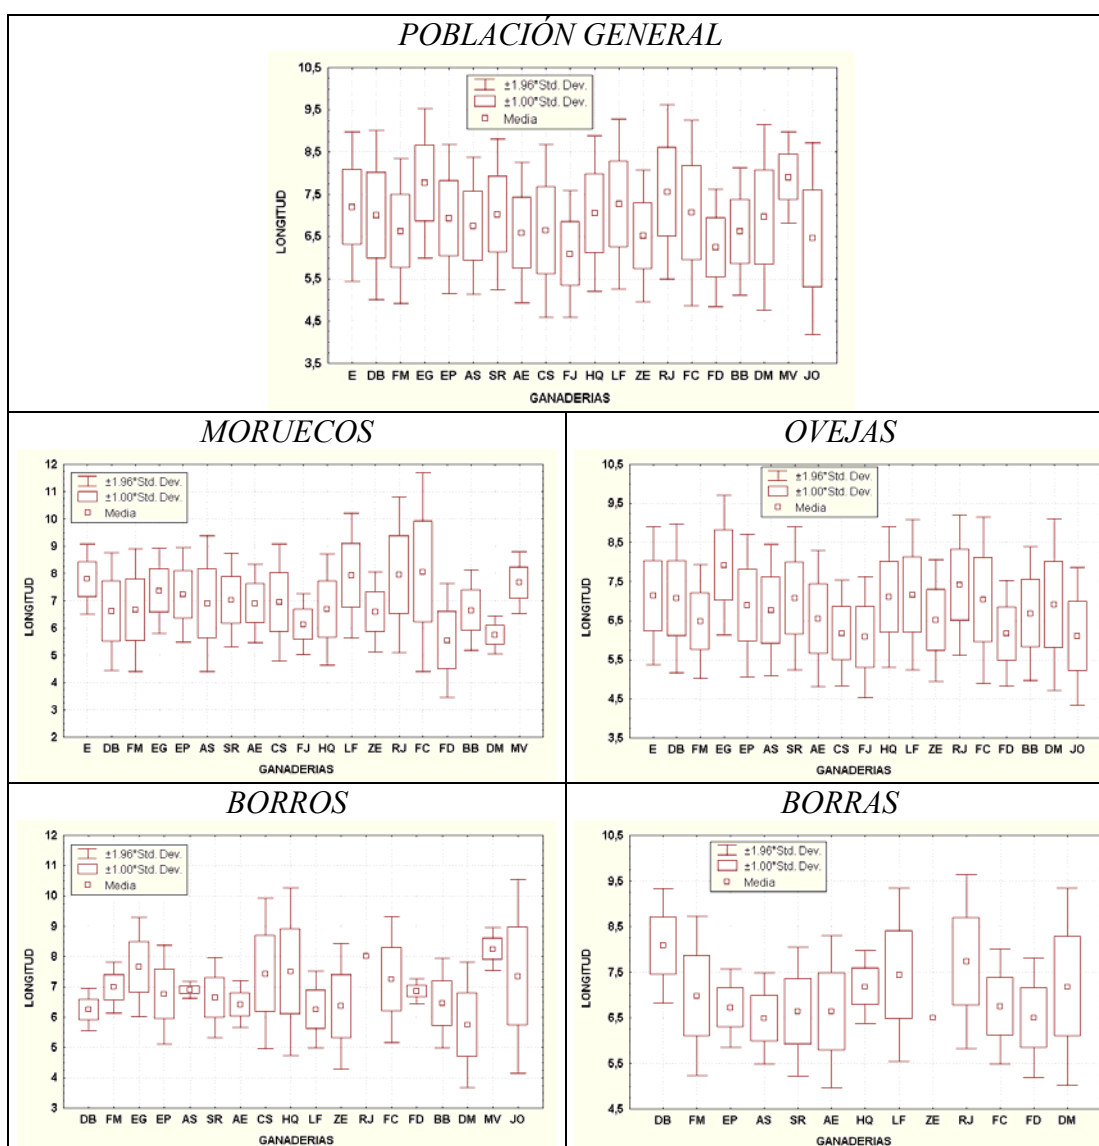 POBLACIÓN GENERAL
10,5
9,5
8,5
7,5
6,5
5,5
4,5
3,5
LONGITUD
±1.96*Std. Dev.
±1.00*Std. Dev.
Media
E DB FM EG EP AS SR AE CS FJ HQ LF ZE RJ FC FD BB DM MV JO
GANADERIAS
MORUECOS
12
11
10
9
8
7
6
5
4
3
2
LONGITUD
±1.96*Std. Dev.
±1.00*Std. Dev.
Media
E DB FM EG EP AS SR AE CS FJ HQ LF ZE RJ FC FD BB DM MV
GANADERIAS
OVEJAS
10,5
9,5
8,5
7,5
6,5
5,5
4,5
3,5
LONGITUD
±1.96*Std. Dev.
±1.00*Std. Dev.
Media
E DB FM EG EP AS SR AE CS FJ HQ LF ZE RJ FC FD BB DM JO
GANADERIAS
BORROS
12
11
10
9
8
7
6
5
4
3
LONGITUD
±1.96*Std. Dev.
±1.00*Std. Dev.
Media
DB FM EG EP AS SR AE CS HQ LF ZE RJ FC FD BB DM MV JO
GANADERIAS
BORRAS
10,5
9,5
8,5
7,5
6,5
5,5
4,5
LONGITUD
±1.96*Std. Dev.
±1.00*Std. Dev.
Media
DB FM EP AS SR AE HQ LF ZE RJ FC FD DM
GANADERIAS